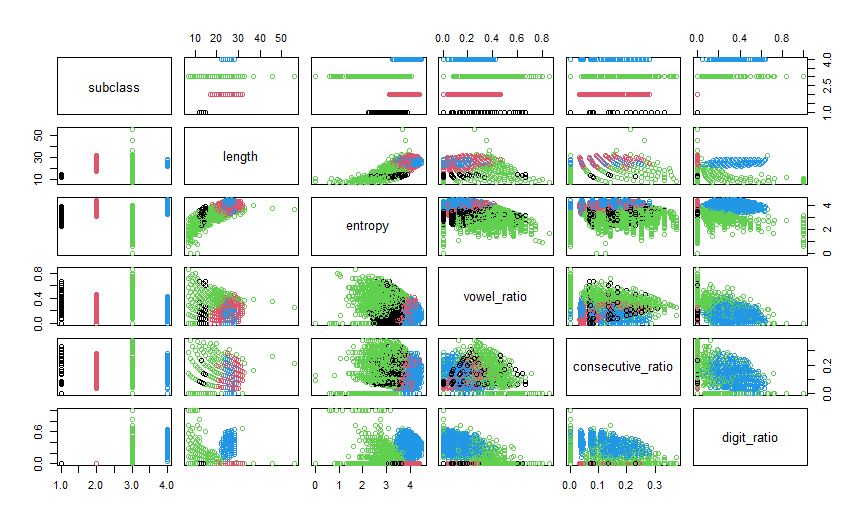 10 20 30 40 50
0.0 0.2 0.4 0.6 0.8
0.0 0.4 0.8
subclass
1.0 2.5 4.0
10 30 50
length
entropy
0 2 4
0.0 0.4 0.8
vowel_ratio
consecutive_ratio
0.0 0.2
0.0 0.6
digit_ratio
1.0 2.0 3.0 4.0
0 1 2 3 4
0.0 0.1 0.2 0.3